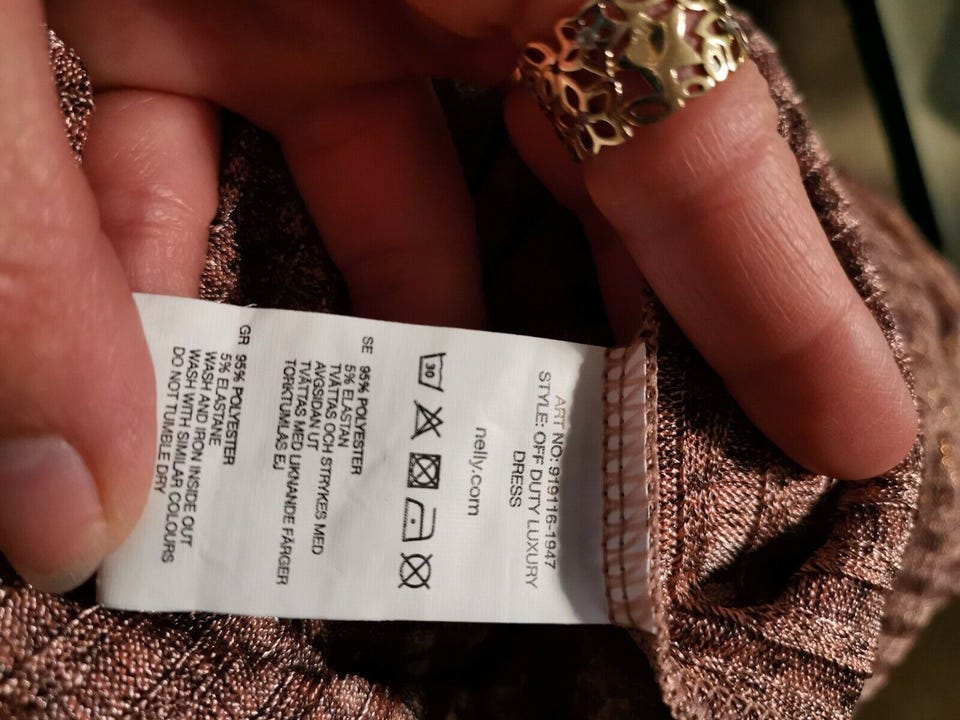 ART NO: 919116-1947
STYLE: OFF DUTY LUXURY
DRESS
nelly.com
30
SE 95% POLYESTER
5% ELASTAN
TVÄTTAS OCH STRYKES MED
AVIGSIDAN UT
TVÄTTAS MED LIKNANDE FÄRGER
TORKTUMLAS EJ
GR 95% POLYESTER
5% ELASTANE
WASH AND IRON INSIDE OUT
WASH WITH SIMILAR COLOURS
DO NOT TUMBLE DRY